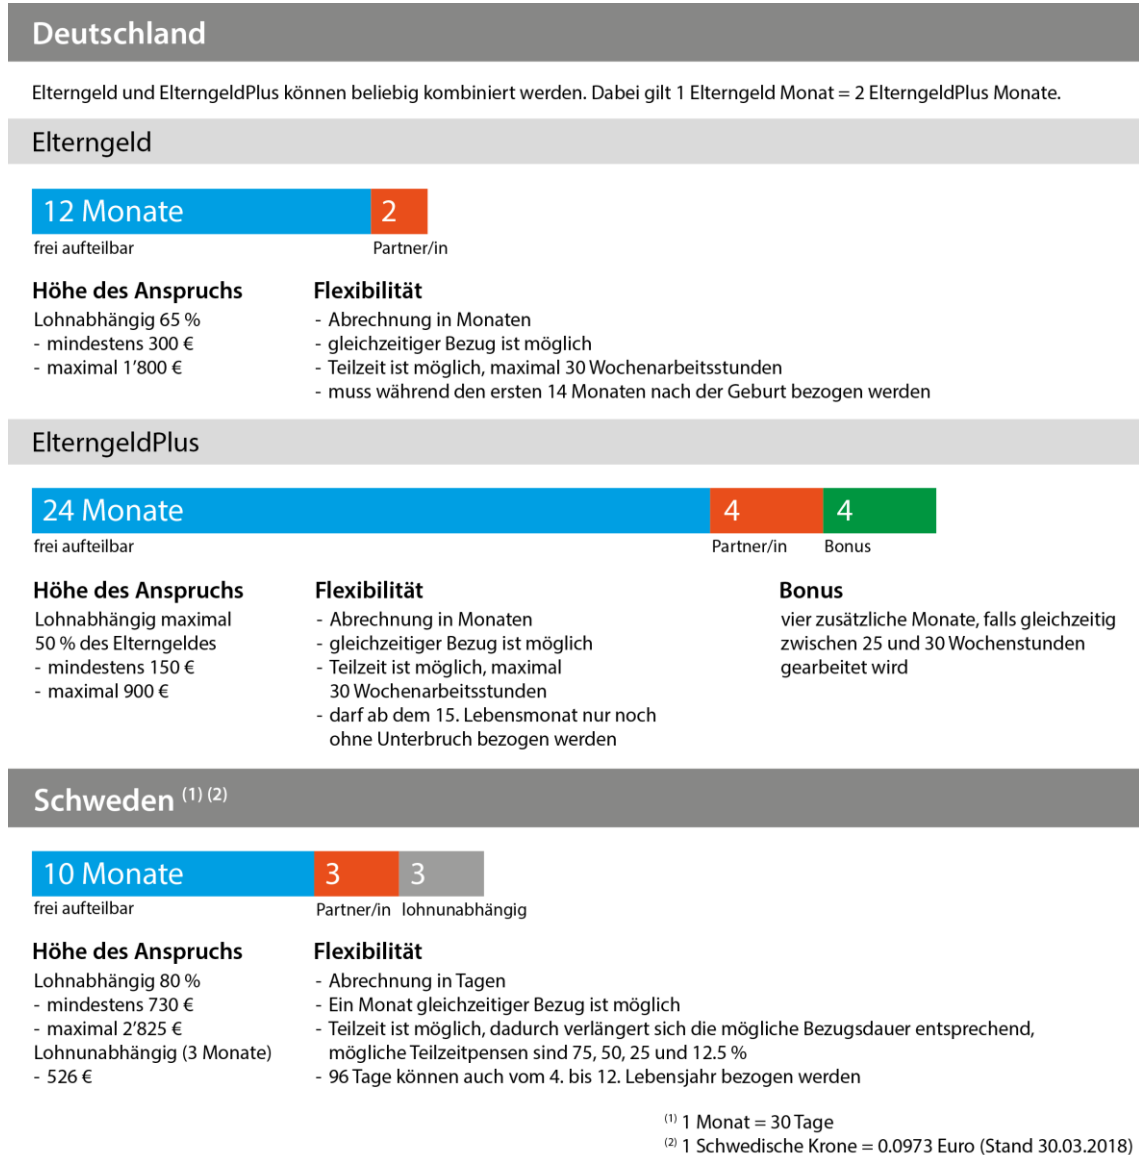 Deutschland
Elterngeld und ElterngeldPlus können beliebig kombiniert werden. Dabei gilt 1 Elterngeld Monat = 2 ElterngeldPlus Monate.
Elterngeld
12 Monate 2
frei aufteilbar Partner/in
Höhe des Anspruchs
Lohnabhängig 65 %
- mindestens 300 €
- maximal 1'800 €
Flexibilität
- Abrechnung in Monaten
- gleichzeitiger Bezug ist möglich
- Teilzeit ist möglich, maximal 30 Wochenarbeitsstunden
- muss während den ersten 14 Monaten nach der Geburt bezogen werden
ElterngeldPlus
24 Monate 4 4
frei aufteilbar Partner/in Bonus
Höhe des Anspruchs
Lohnabhängig maximal
50 % des Elterngeldes
- mindestens 150 €
- maximal 900 €
Flexibilität
- Abrechnung in Monaten
- gleichzeitiger Bezug ist möglich
- Teilzeit ist möglich, maximal
30 Wochenarbeitsstunden
- darf ab dem 15. Lebensmonat nur noch
ohne Unterbruch bezogen werden
Bonus
vier zusätzliche Monate, falls gleichzeitig
zwischen 25 und 30 Wochenstunden
gearbeitet wird
Schweden (1) (2)
10 Monate 3 3
frei aufteilbar Partner/in lohnunabhängig
Höhe des Anspruchs
Lohnabhängig 80 %
- mindestens 730 €
- maximal 2'825 €
Lohnunabhängig (3 Monate)
- 526 €
Flexibilität
- Abrechnung in Tagen
- Ein Monat gleichzeitiger Bezug ist möglich
- Teilzeit ist möglich, dadurch verlängert sich die mögliche Bezugsdauer entsprechend,
mögliche Teilzeitpensen sind 75, 50, 25 und 12.5 %
- 96 Tage können auch vom 4. bis 12. Lebensjahr bezogen werden
(1) 1 Monat = 30 Tage
(2) 1 Schwedische Krone = 0.0973 Euro (Stand 30.03.2018)